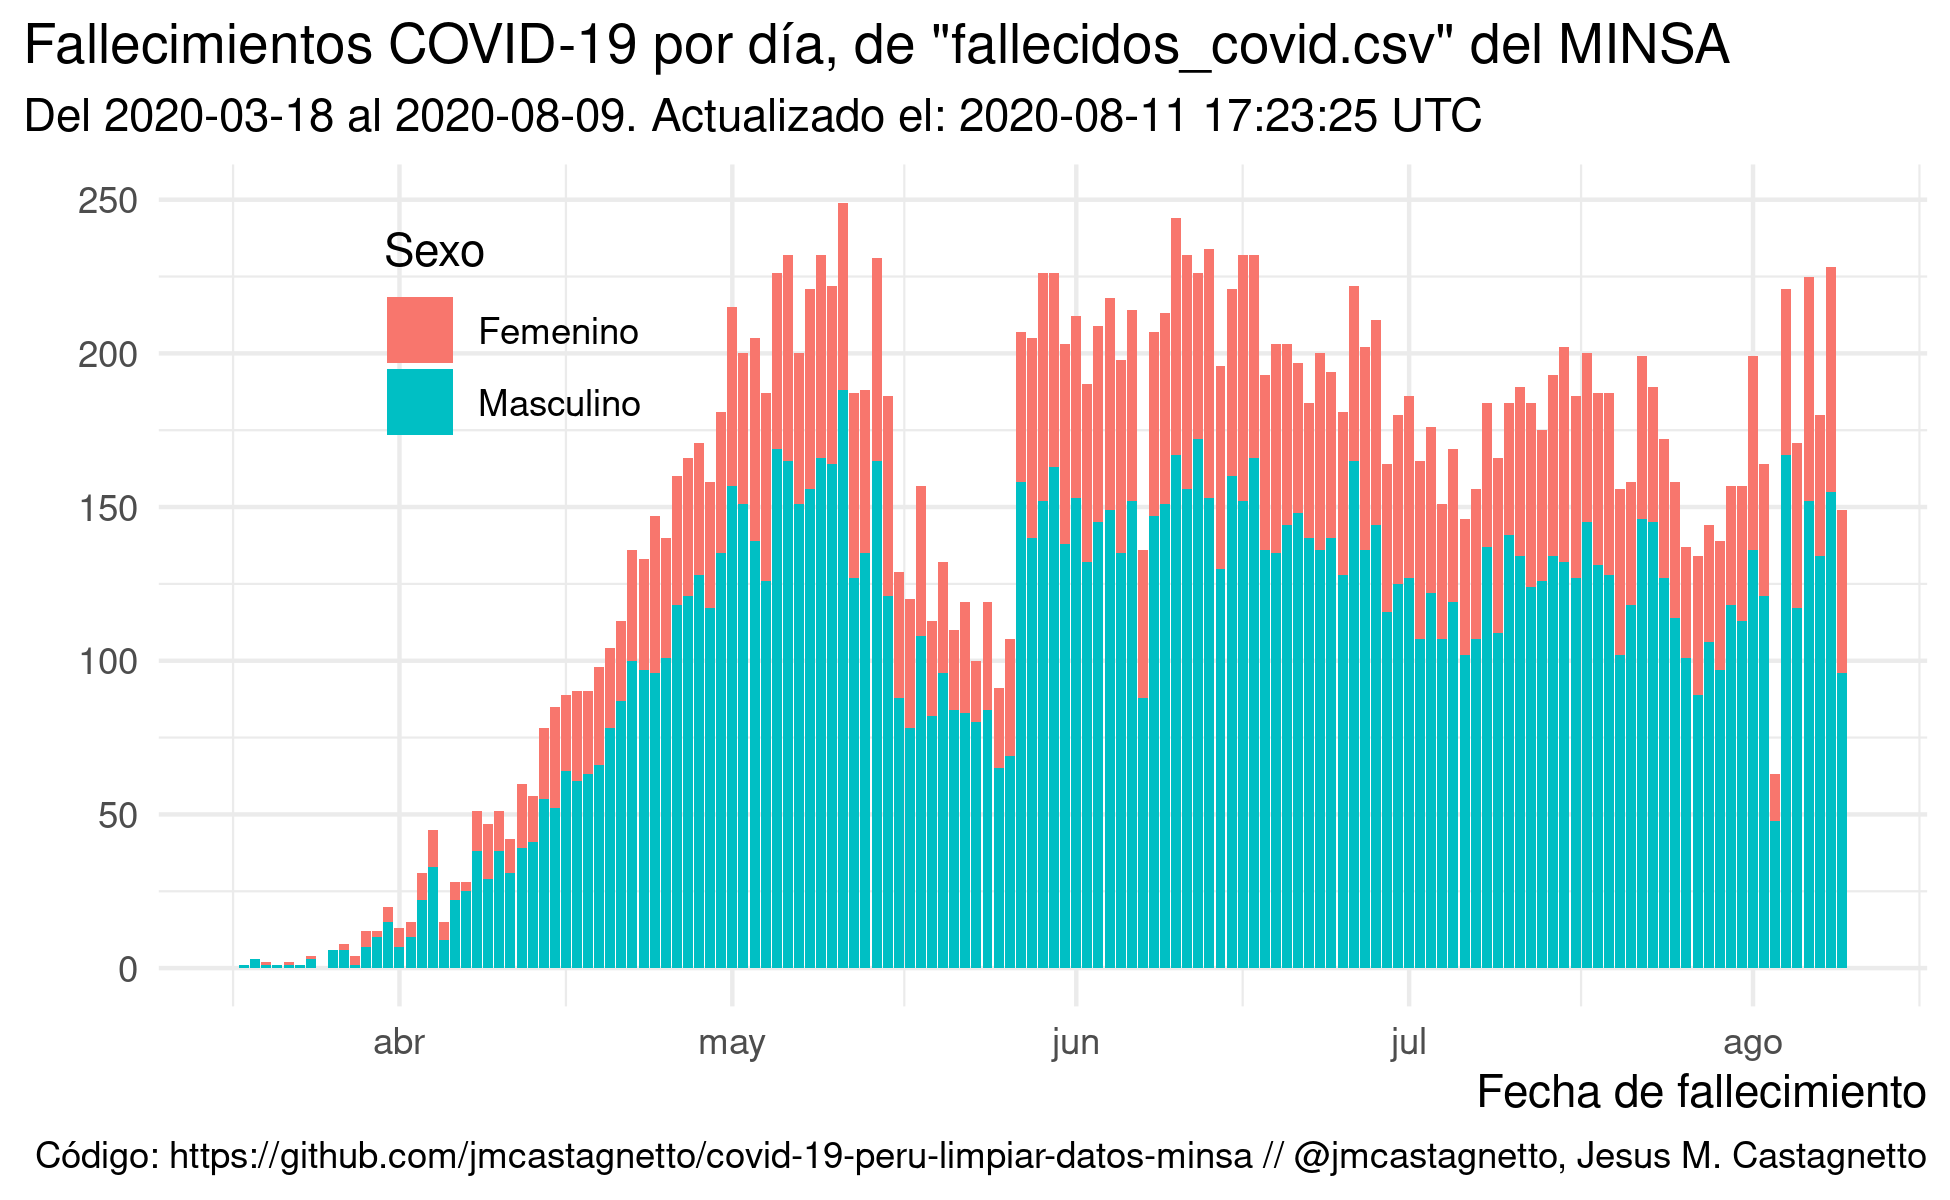 Fallecimientos COVID-19 por día, de "fallecidos_covid.csv" del MINSA
Del 2020-03-18 al 2020-08-09. Actualizado el: 2020-08-11 17:23:25 UTC
250
200
150
100
50
0
Sexo
Femenino
Masculino
abr may jun jul ago
Fecha de fallecimiento
Código: https://github.com/jmcastagnetto/covid-19-peru-limpiar-datos-minsa // @jmcastagnetto, Jesus M. Castagnetto